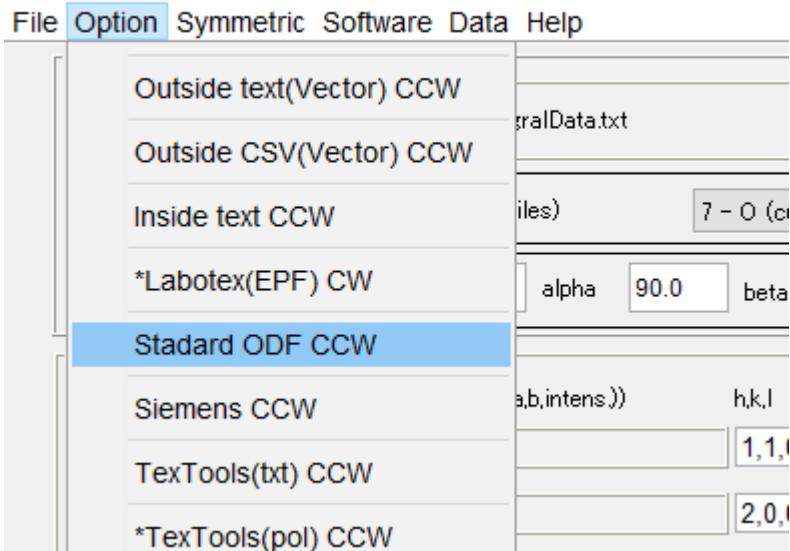 File Option Symmetric Software Data Help
Outside text(Vector) CCW
gralData.txt
Outside CSV(Vector) CCW
Inside text CCW
iles)
7 - O (cu
*Labotex(EPF) CW
alpha
90.0
beta
Stadard ODF CCW
a,b,intens.))
h,k,l
Siemens CCW
1,1,0
TexTools(txt) CCW
2,0,0
*TexTools(pol) CCW